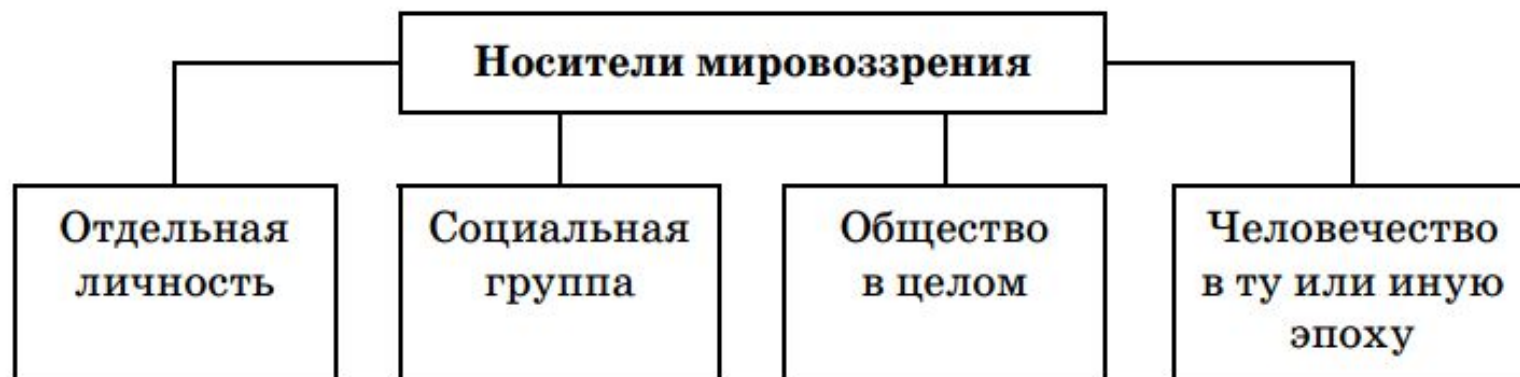 Носители мировоззрения
Отдельная
личность
Социальная
группа
Общество
в целом
Человечество
в ту или иную
эпоху